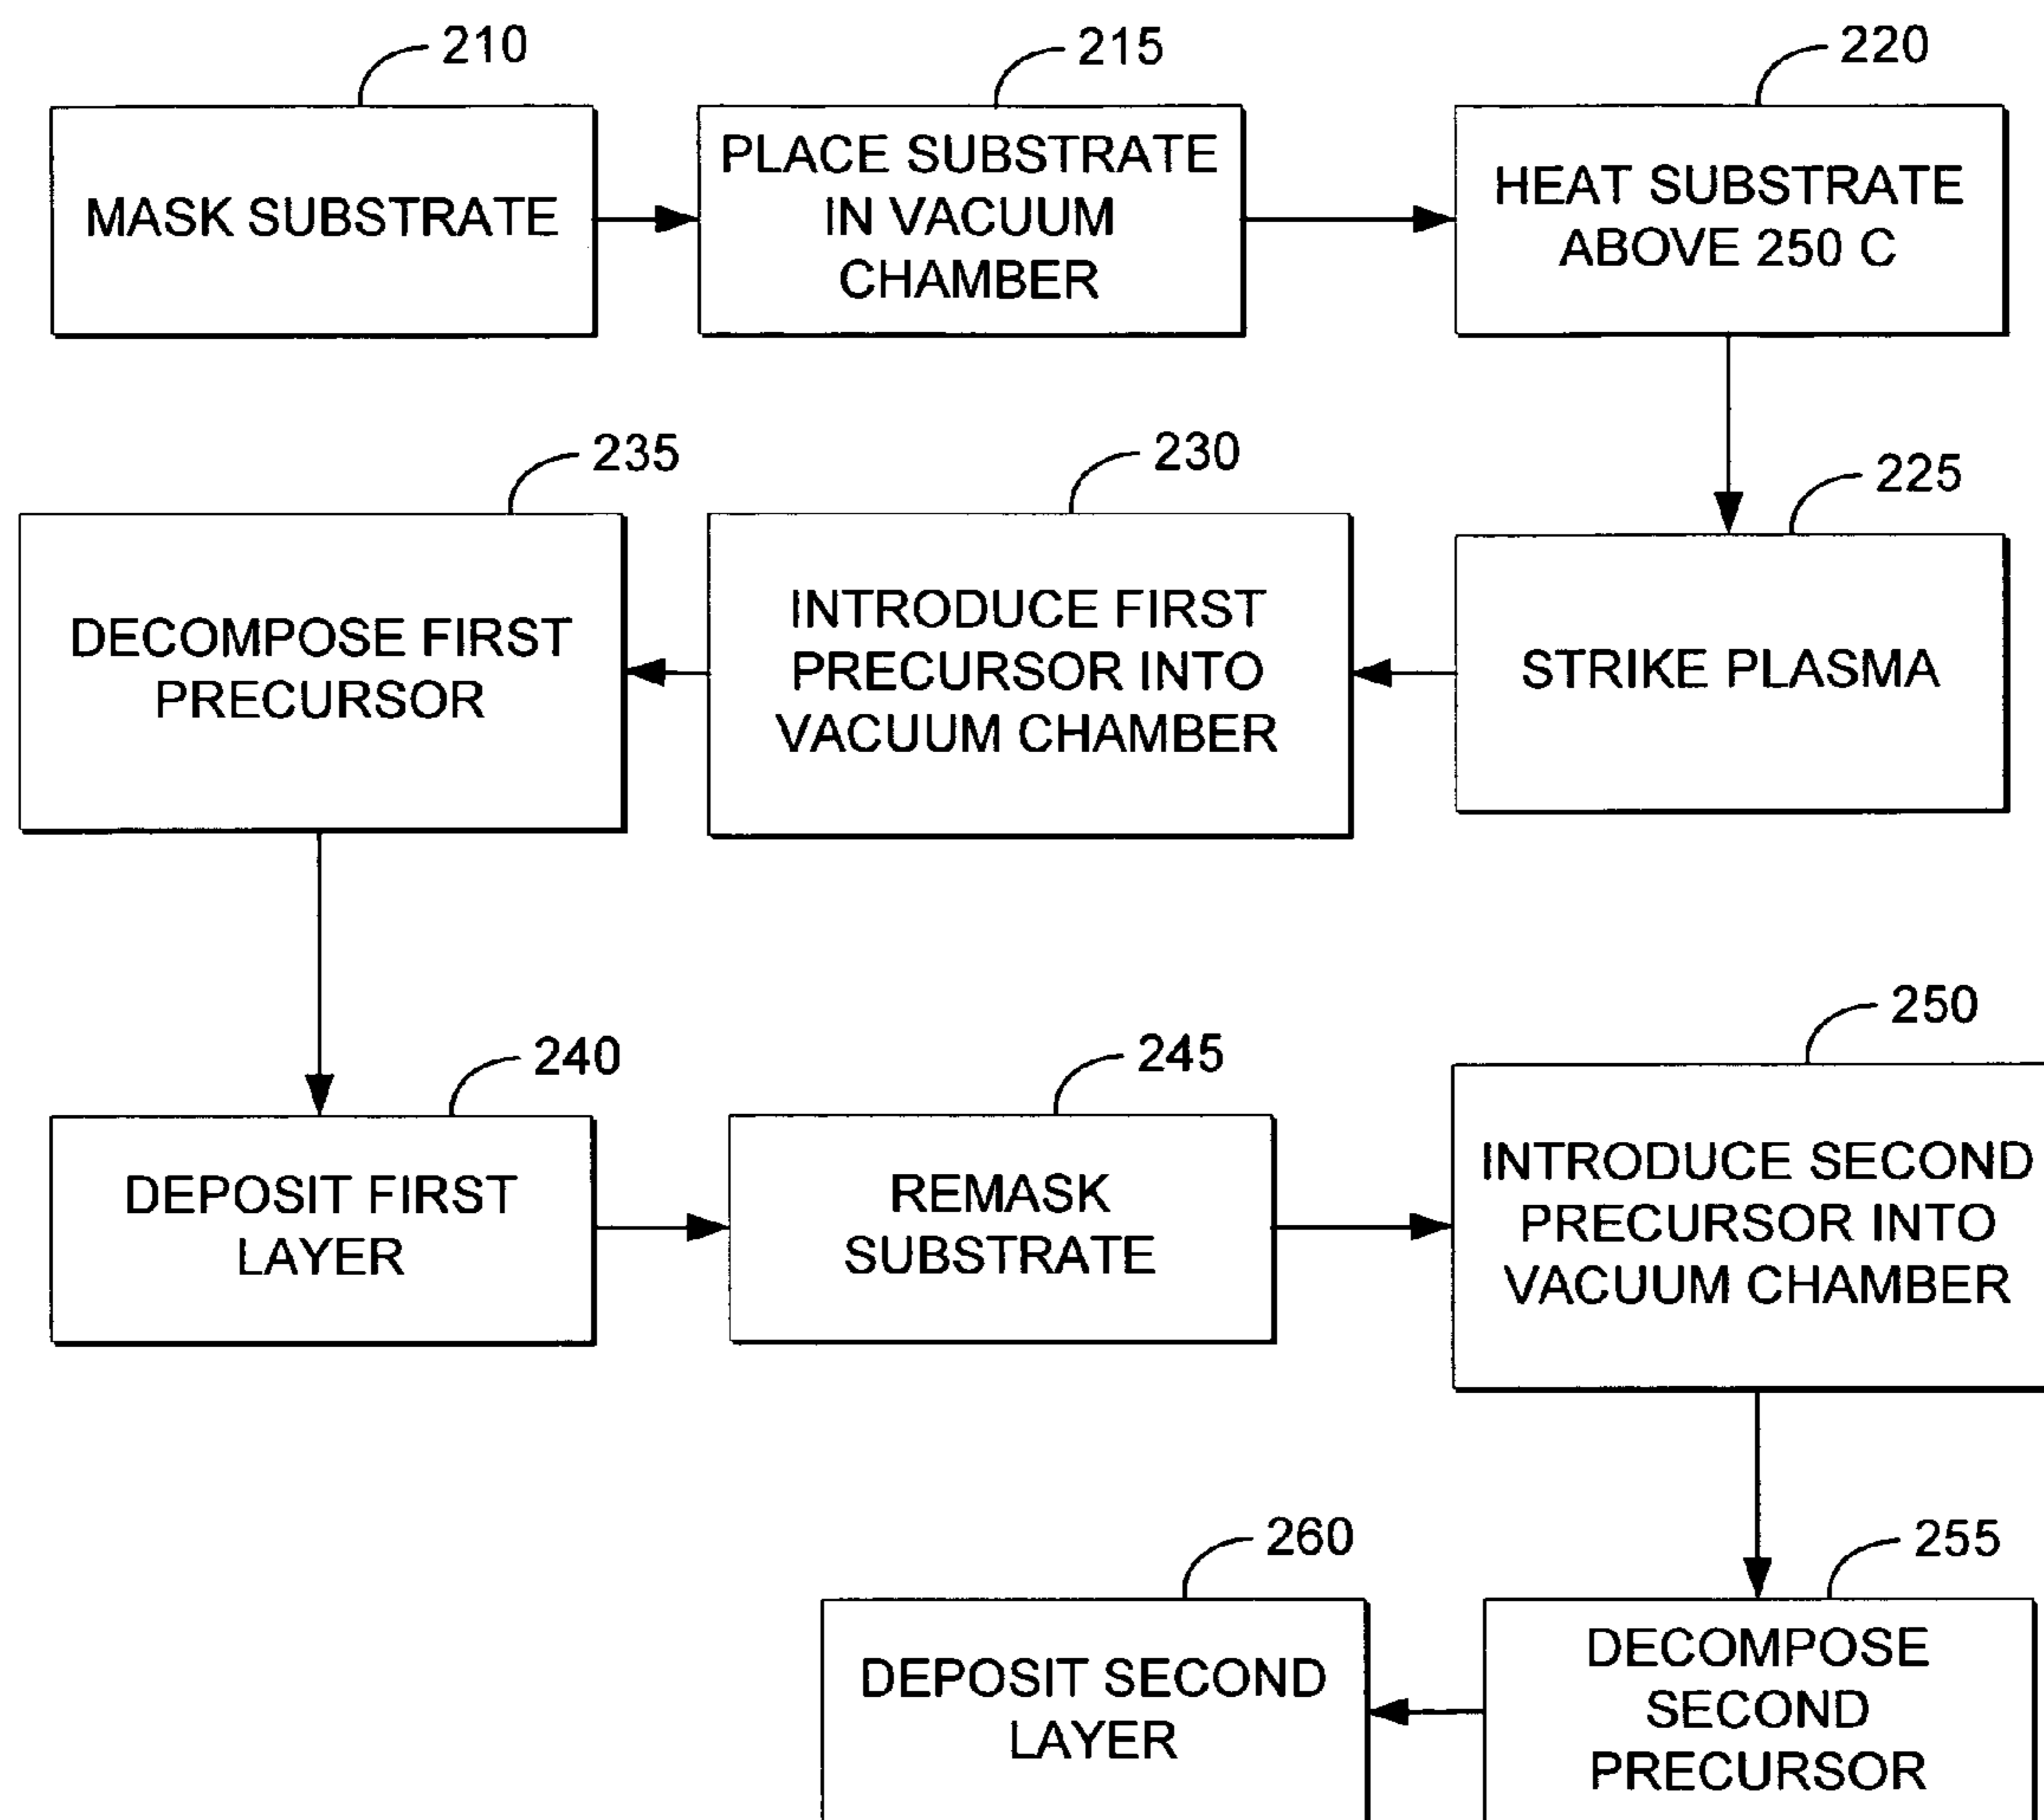 210
MASK SUBSTRATE
215
PLACE SUBSTRATE
IN VACUUM
CHAMBER
220
HEAT SUBSTRATE
ABOVE 250 C
225
STRIKE PLASMA
230
INTRODUCE FIRST
PRECURSOR INTO
VACUUM CHAMBER
235
DECOMPOSE FIRST
PRECURSOR
240
DEPOSIT FIRST
LAYER
245
REMASK
SUBSTRATE
250
INTRODUCE SECOND
PRECURSOR INTO
VACUUM CHAMBER
255
DECOMPOSE
SECOND
PRECURSOR
260
DEPOSIT SECOND
LAYER